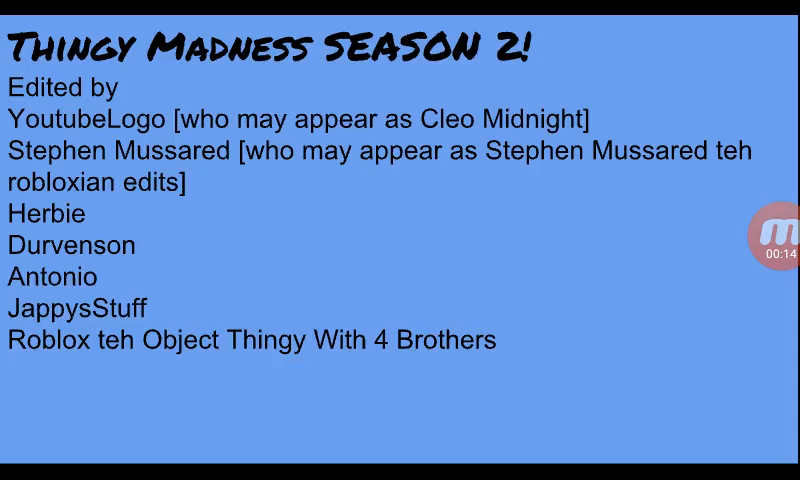 Thingy Madness SEASON 2!
Edited by
YoutubeLogo [who may appear as Cleo Midnight]
Stephen Mussared [who may appear as Stephen Mussared teh
robloxian edits]
Herbie
Durvenson
Antonio
JappysStuff
Roblox teh Object Thingy With 4 Brothers
m
00:14